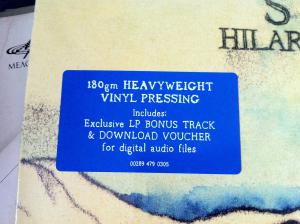 HILAR
180gm HEAVYWEIGHT
VINYL PRESSING
Includes:
Exclusive LP BONUS TRACK
& DOWNLOAD VOUCHER
for digital audio files
00289 479 0305